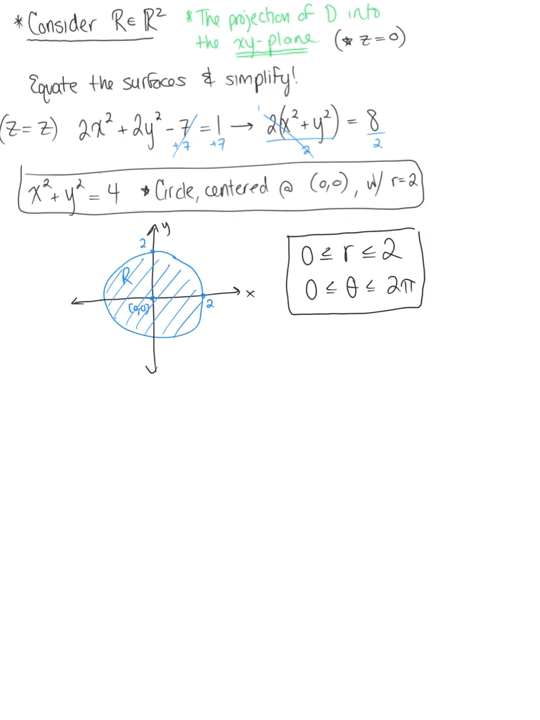 * Consider R∈ℝ² * The projection of D into
the xy-plane. (* z=0)
Equate the surfaces & simplify!
(z=z) 2x² + 2y² - 7 = 1 → 2(x² + y²) = 8
+7 +7 1 2 2
x² + y² = 4 * Circle, centered @ (0,0), w/ r=2
y
2
R
(0,0)
2
x
0 ≤ r ≤ 2
0 ≤ θ ≤ 2π